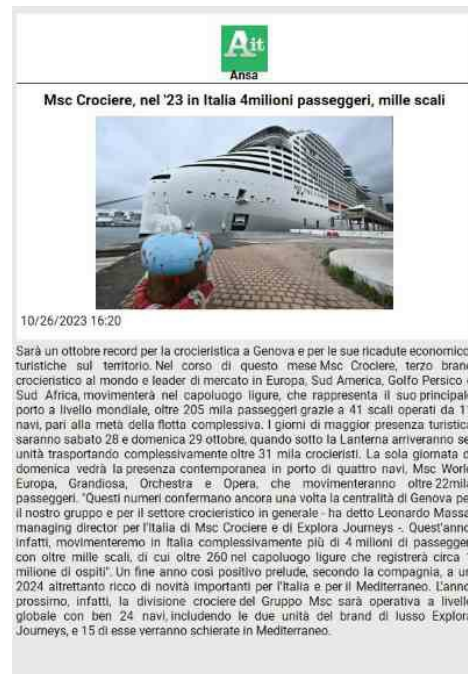 Ait
Ansa
Msc Crociere, nel '23 in Italia 4milioni passeggeri, mille scali
10/26/2023 16:20
Sarà un ottobre record per la crocieristica a Genova e per le sue ricadute economico
turistiche sul territorio. Nel corso di questo mese Msc Crociere, terzo brand
crocieristico al mondo e leader di mercato in Europa, Sud America, Golfo Persico
Sud Africa, movimenterà nel capoluogo ligure, che rappresenta il suo principale
porto a livello mondiale, oltre 205 mila passeggeri grazie a 41 scali operati da
navi, pari alla metà della flotta complessiva. I giorni di maggior presenza turistica
saranno sabato 28 e domenica 29 ottobre, quando sotto la Lanterna arriveranno
unità trasportando complessivamente oltre 31 mila crocieristi. La sola giornata
domenica vedrà la presenza contemporanea in porto di quattro navi, Msc World
Europa, Grandiosa, Orchestra e Opera, che movimenteranno oltre 22mila
passeggeri. "Questi numeri confermano ancora una volta la centralità di Genova
il nostro gruppo e per il settore crocieristico in generale - ha detto Leonardo Massa
managing director per l'Italia di Msc Crociere e di Explora Journeys -. Quest'anno
infatti, movimenteremo in Italia complessivamente più di 4 milioni di passeggeri
con oltre mille scali, di cui oltre 260 nel capoluogo ligure che registrerà circa
milione di ospiti". Un fine anno così positivo prelude, secondo la compagnia, a
2024 altrettanto ricco di novità importanti per l'Italia e per il Mediterraneo. L'anno
prossimo, infatti, la divisione crociere del Gruppo Msc sarà operativa a livello
globale con ben 24 navi, includendo le due unità del brand di lusso Explora
Journeys, e 15 di esse verranno schierate in Mediterraneo.